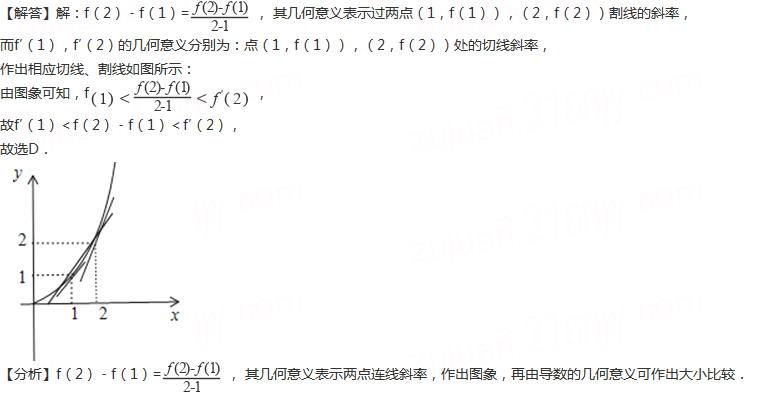 【解答】解：f（2）﹣f（1）= f(2)-f(1) / 2-1 ，其几何意义表示过两点（1，f（1）），（2，f（2））割线的斜率，
而f′（1），f′（2）的几何意义分别为：点（1，f（1）），（2，f（2））处的切线斜率，
作出相应切线、割线如图所示：
由图象可知，f (1) < f(2)-f(1) / 2-1 < f′(2) ，
故f′（1）＜f（2）﹣f（1）＜f′（2），
故选D．
y
2
1
1 2 x
【分析】f（2）﹣f（1）= f(2)-f(1) / 2-1 ，其几何意义表示两点连线斜率，作出图象，再由导数的几何意义可作出大小比较．